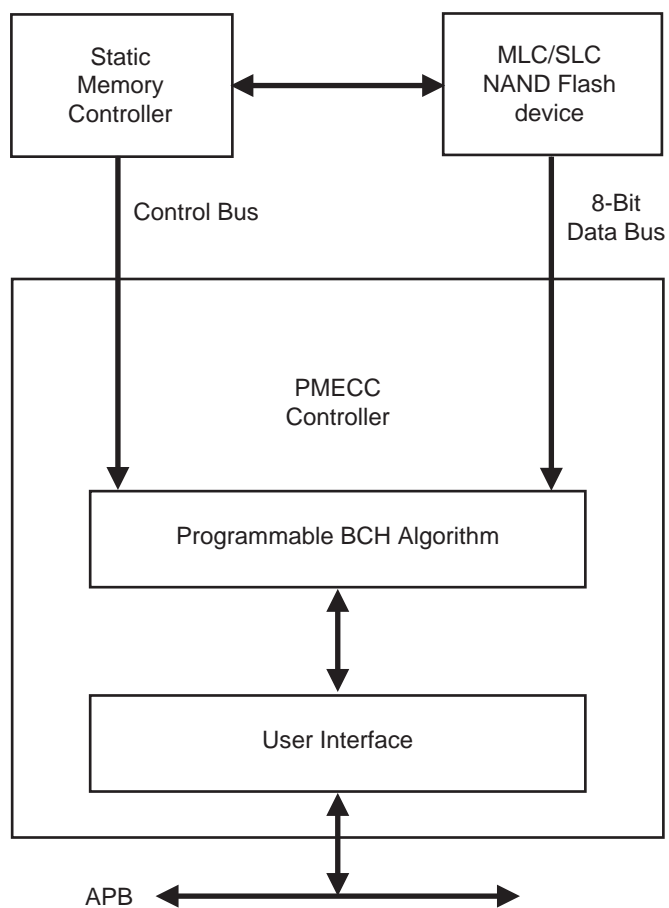 Static
Memory
Controller
MLC/SLC
NAND Flash
device
Control Bus
8-Bit
Data Bus
PMECC
Controller
Programmable BCH Algorithm
User Interface
APB